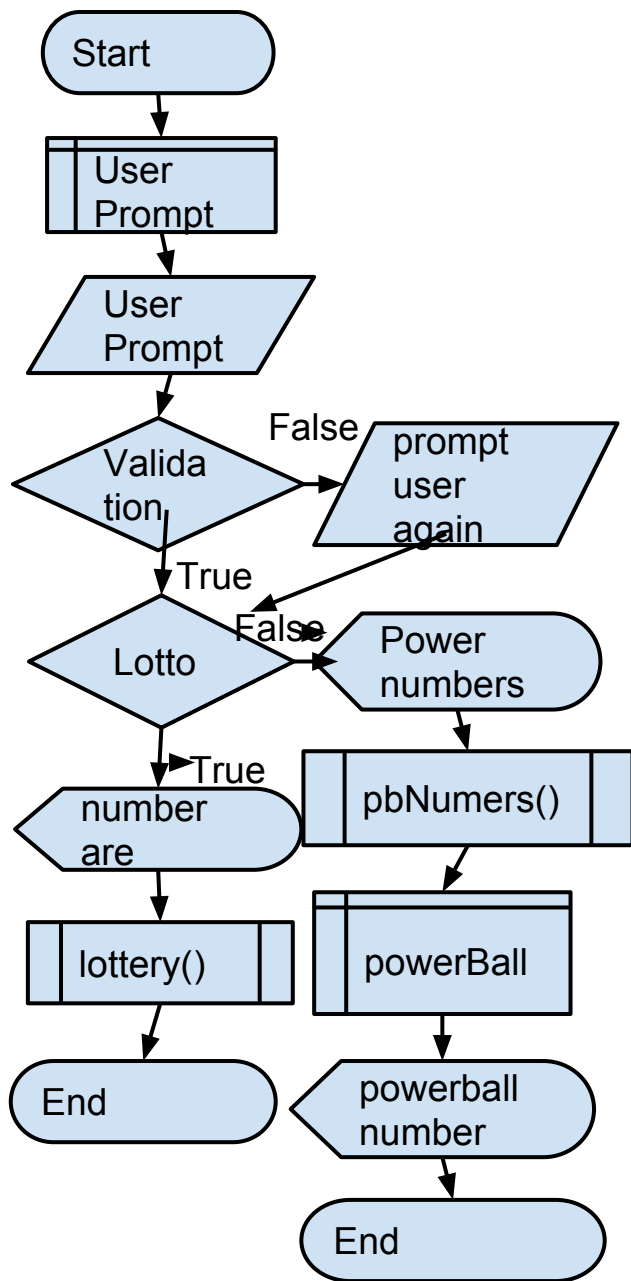 Start
User
Prompt
User
Prompt
False
Valida
tion
prompt
user
again
True
False
Lotto
Power
numbers
True
number
are
pbNumers()
lottery()
powerBall
End
powerball
number
End